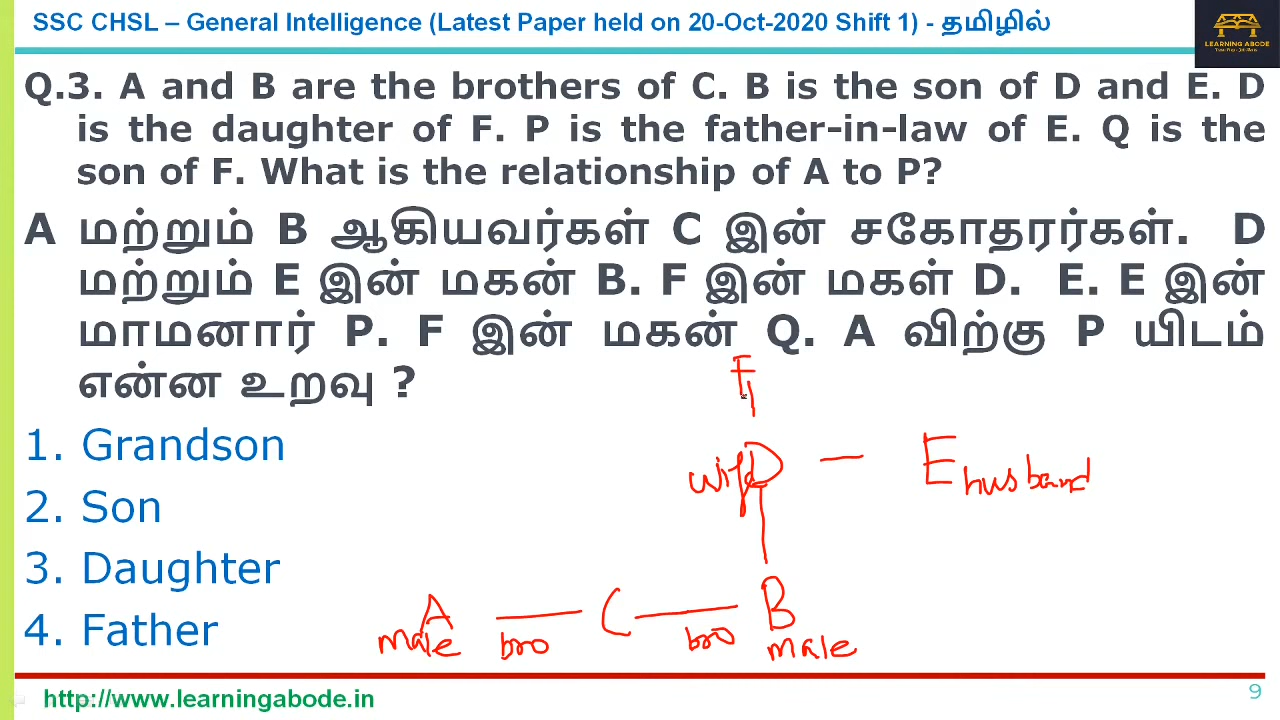 SSC CHSL – General Intelligence (Latest Paper held on 20-Oct-2020 Shift 1) - தமிழில்
LEARNING ABODE
Q.3. A and B are the brothers of C. B is the son of D and E. D
is the daughter of F. P is the father-in-law of E. Q is the
son of F. What is the relationship of A to P?
A மற்றும் B ஆகியவர்கள் C இன் சகோதரர்கள். D
மற்றும் E இன் மகன் B. F இன் மகள் D. E. E இன்
மாமனார் P. F இன் மகன் Q. A விற்கு P யிடம்
என்ன உறவு ?
F
1. Grandson
wife D — E husband
2. Son
3. Daughter
A — C — B
4. Father
male bro bro male
http://www.learningabode.in
9